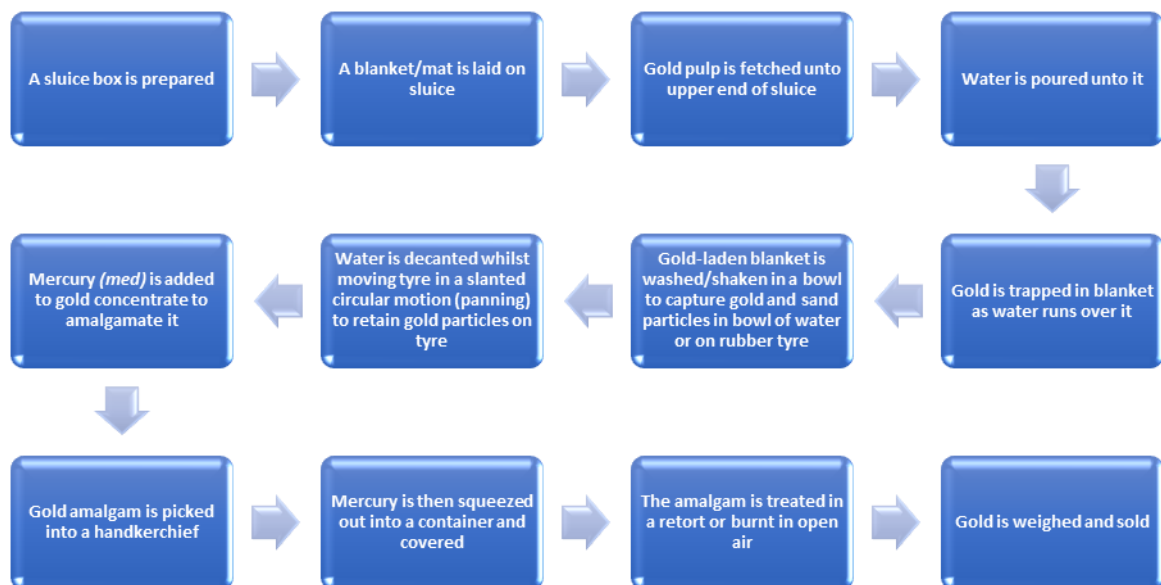 A sluice box is prepared
A blanket/mat is laid on
sluice
Gold pulp is fetched unto
upper end of sluice
Water is poured unto it
Gold is trapped in blanket
as water runs over it
Gold-laden blanket is
washed/shaken in a bowl
to capture gold and sand
particles in bowl of water
or on rubber tyre
Water is decanted whilst
moving tyre in a slanted
circular motion (panning)
to retain gold particles on
tyre
Mercury (med) is added
to gold concentrate to
amalgamate it
Gold amalgam is picked
into a handkerchief
Mercury is then squeezed
out into a container and
covered
The amalgam is treated in
a retort or burnt in open
air
Gold is weighed and sold